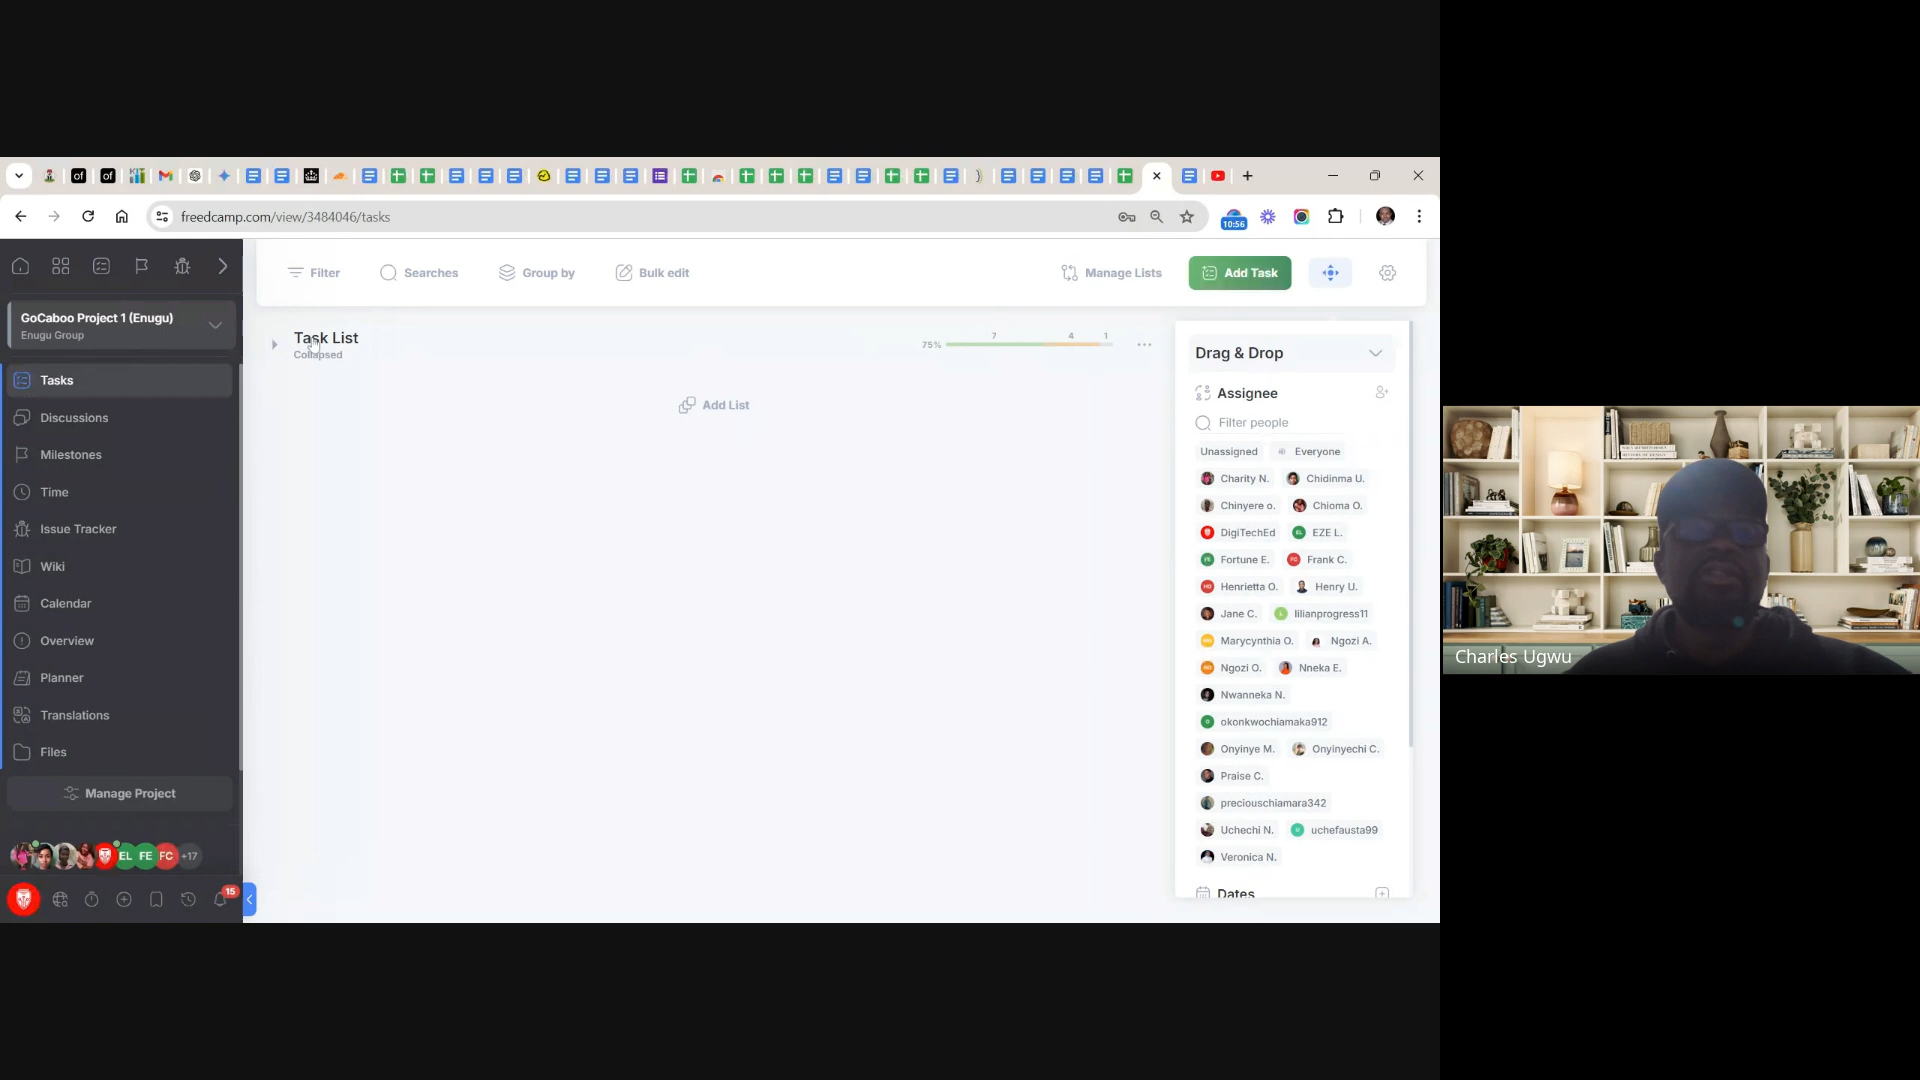 freedcamp.com/view/3484046/tasks
10:56
GoCaboo Project 1 (Enugu)
Enugu Group
Tasks
Discussions
Milestones
Time
Issue Tracker
Wiki
Calendar
Overview
Planner
Translations
Files
Manage Project
EL FE FC +17
15
Filter
Searches
Group by
Bulk edit
Manage Lists
Add Task
Task List
Collapsed
75%
7
4
1
Add List
Drag & Drop
Assignee
Filter people
Unassigned Everyone
Charity N. Chidinma U.
Chinyere o. Chioma O.
DigiTechEd EZE L.
Fortune E. Frank C.
Henrietta O. Henry U.
Jane C. lilianprogress11
Marycynthia O. Ngozi A.
Ngozi O. Nneka E.
Nwanneka N.
okonkwochiamaka912
Onyinye M. Onyinyechi C.
Praise C.
preciouschiamara342
Uchechi N. uchefausta99
Veronica N.
Dates
Charles Ugwu